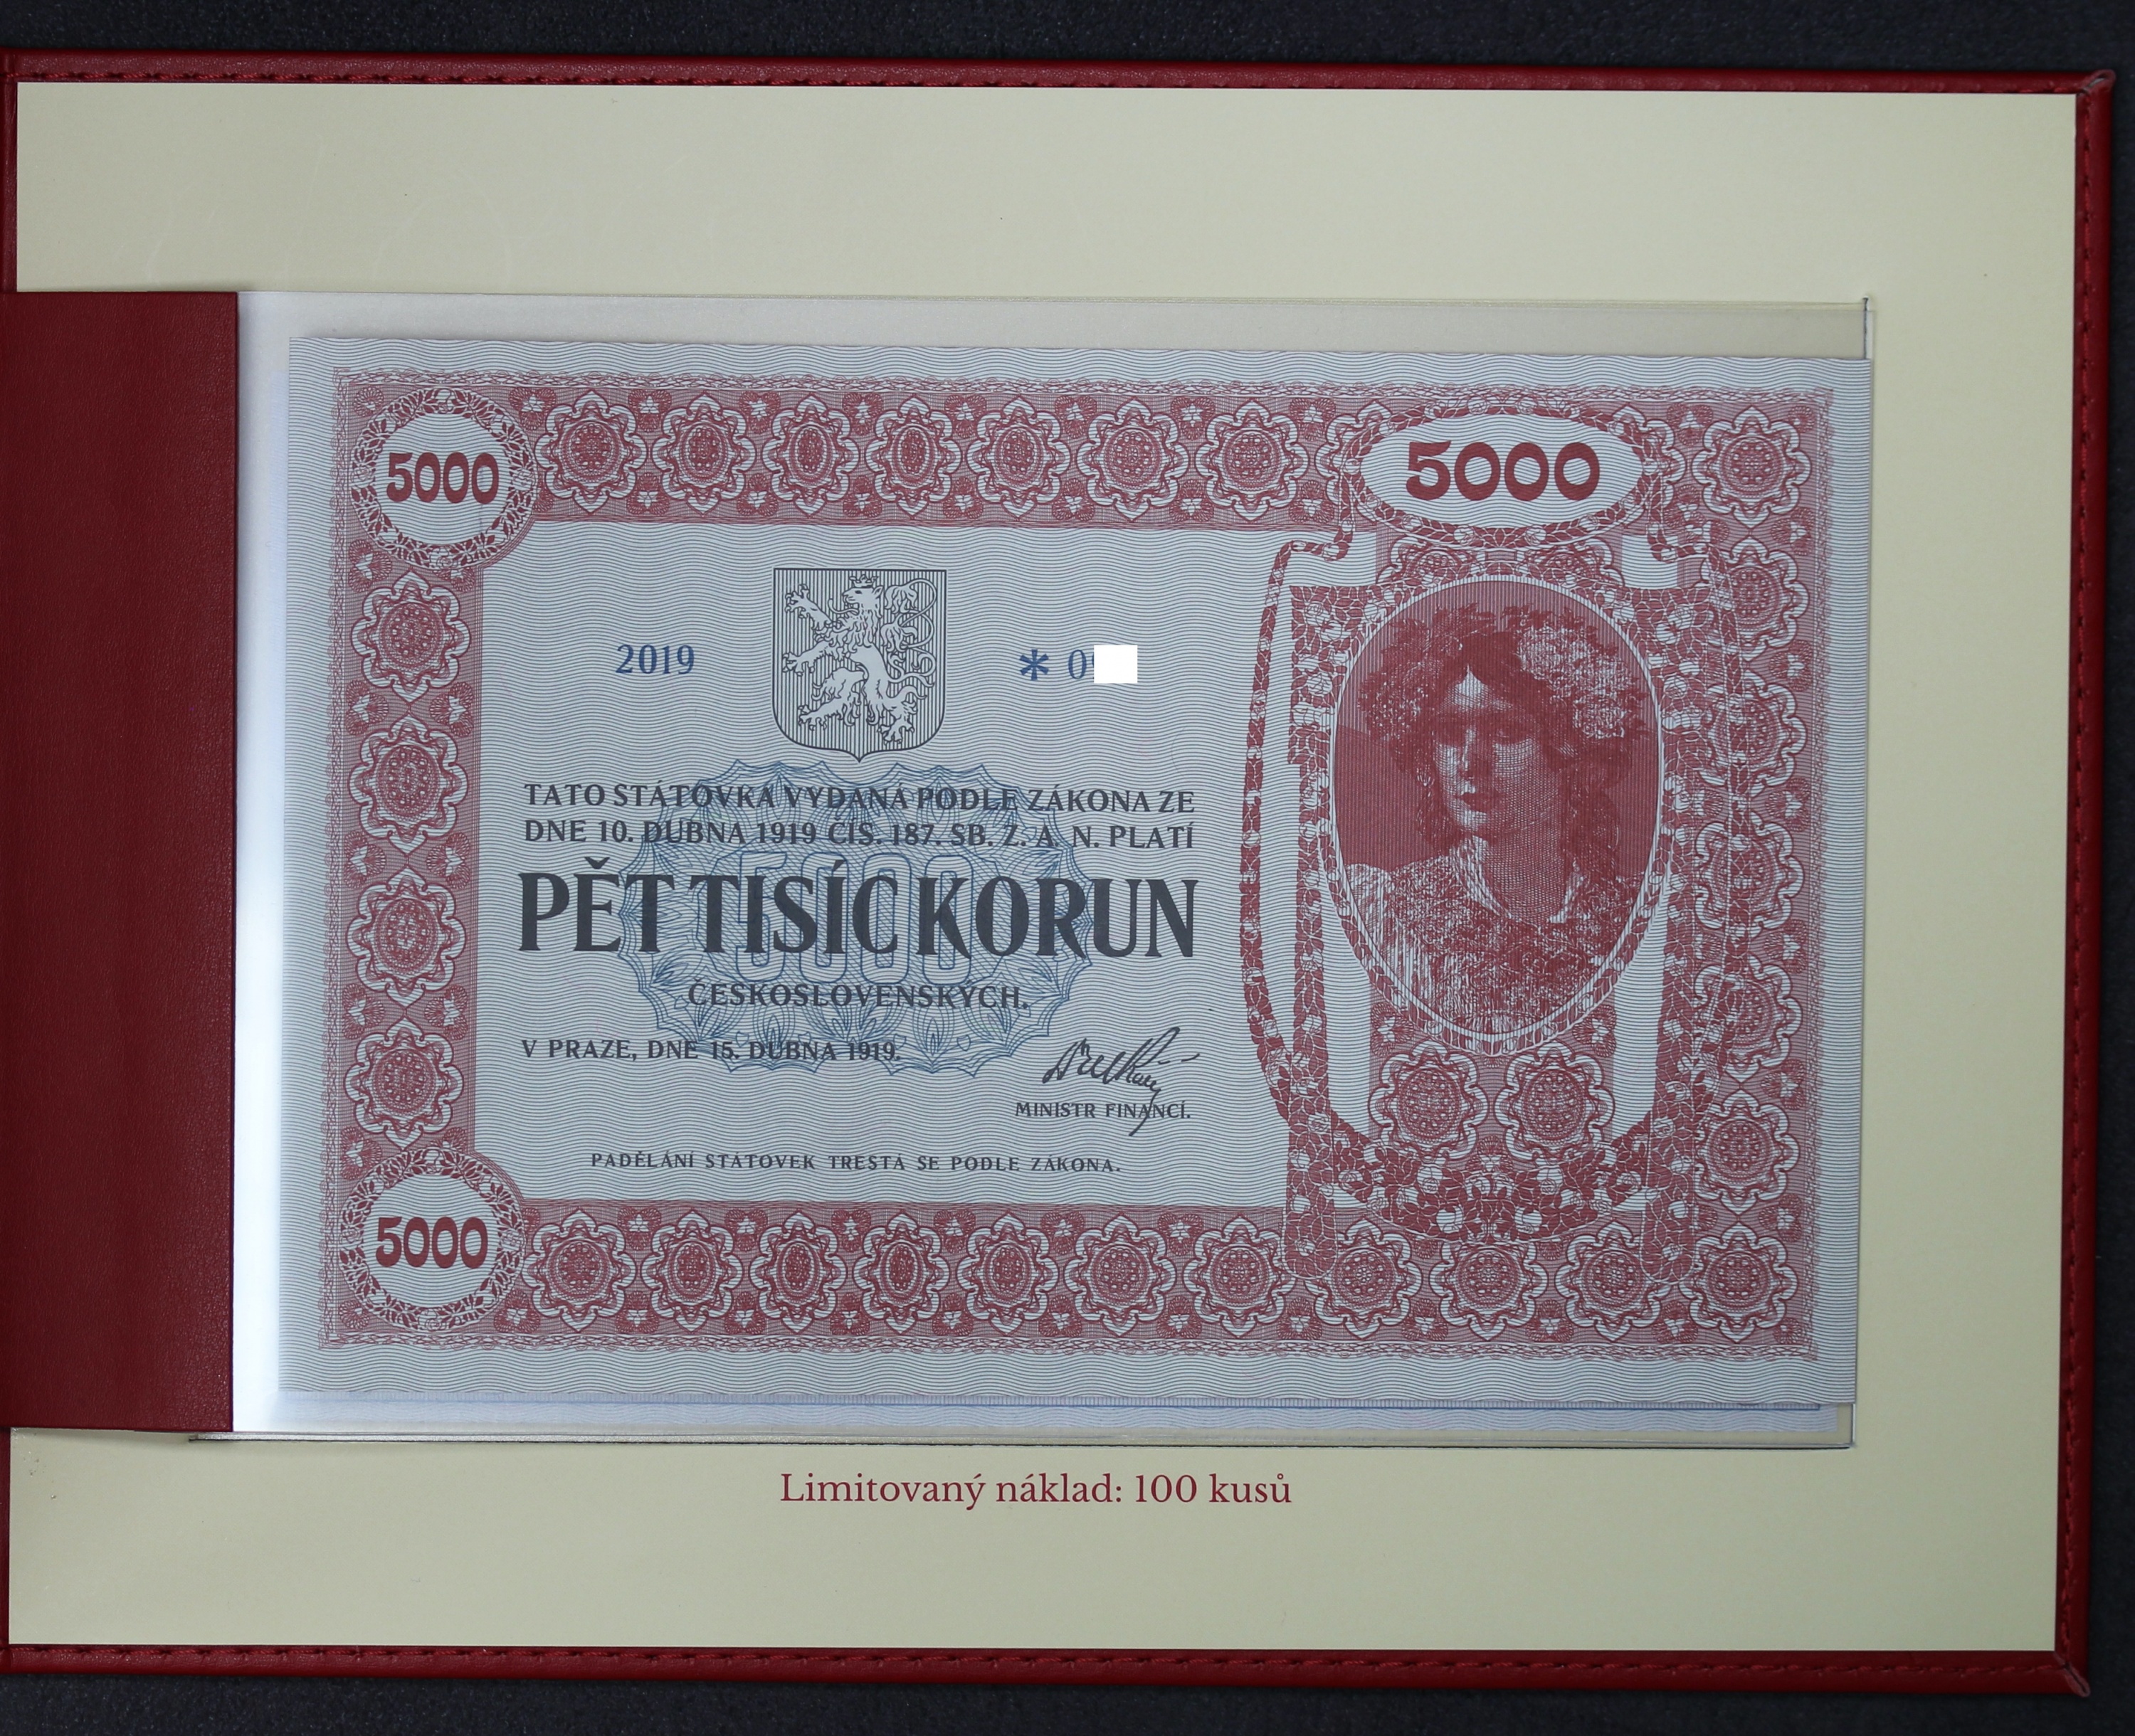 5000
5000
2019
* 0
TATO STÁTOVKA VYDANÁ PODLE ZÁKONA ZE
DNE 10. DUBNA 1919 ČÍS. 187. SB. Z. A. N. PLATÍ
5000
PĚT TISÍC KORUN
ČESKOSLOVENSKÝCH.
V PRAZE, DNE 15. DUBNA 1919.
MINISTR FINANCÍ.
PADĚLÁNÍ STÁTOVEK TRESTÁ SE PODLE ZÁKONA.
5000
Limitovaný náklad: 100 kusů